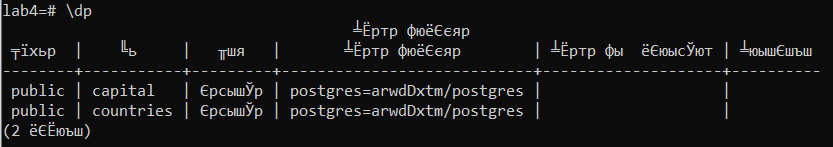 lab4=# \dp
╧Ёртр фюёЄєяр
╤їхьр | ╚ь | ╥шя | ╧Ёртр фюёЄєяр | ╧Ёртр фы  ёЄюысЎют | ╧юышЄшъш
--------+-----------+---------+---------------------------+--------------------+----------
public | capital | ЄрсышЎр | postgres=arwdDxtm/postgres | |
public | countries | ЄрсышЎр | postgres=arwdDxtm/postgres | |
(2 ёЄЁюъш)